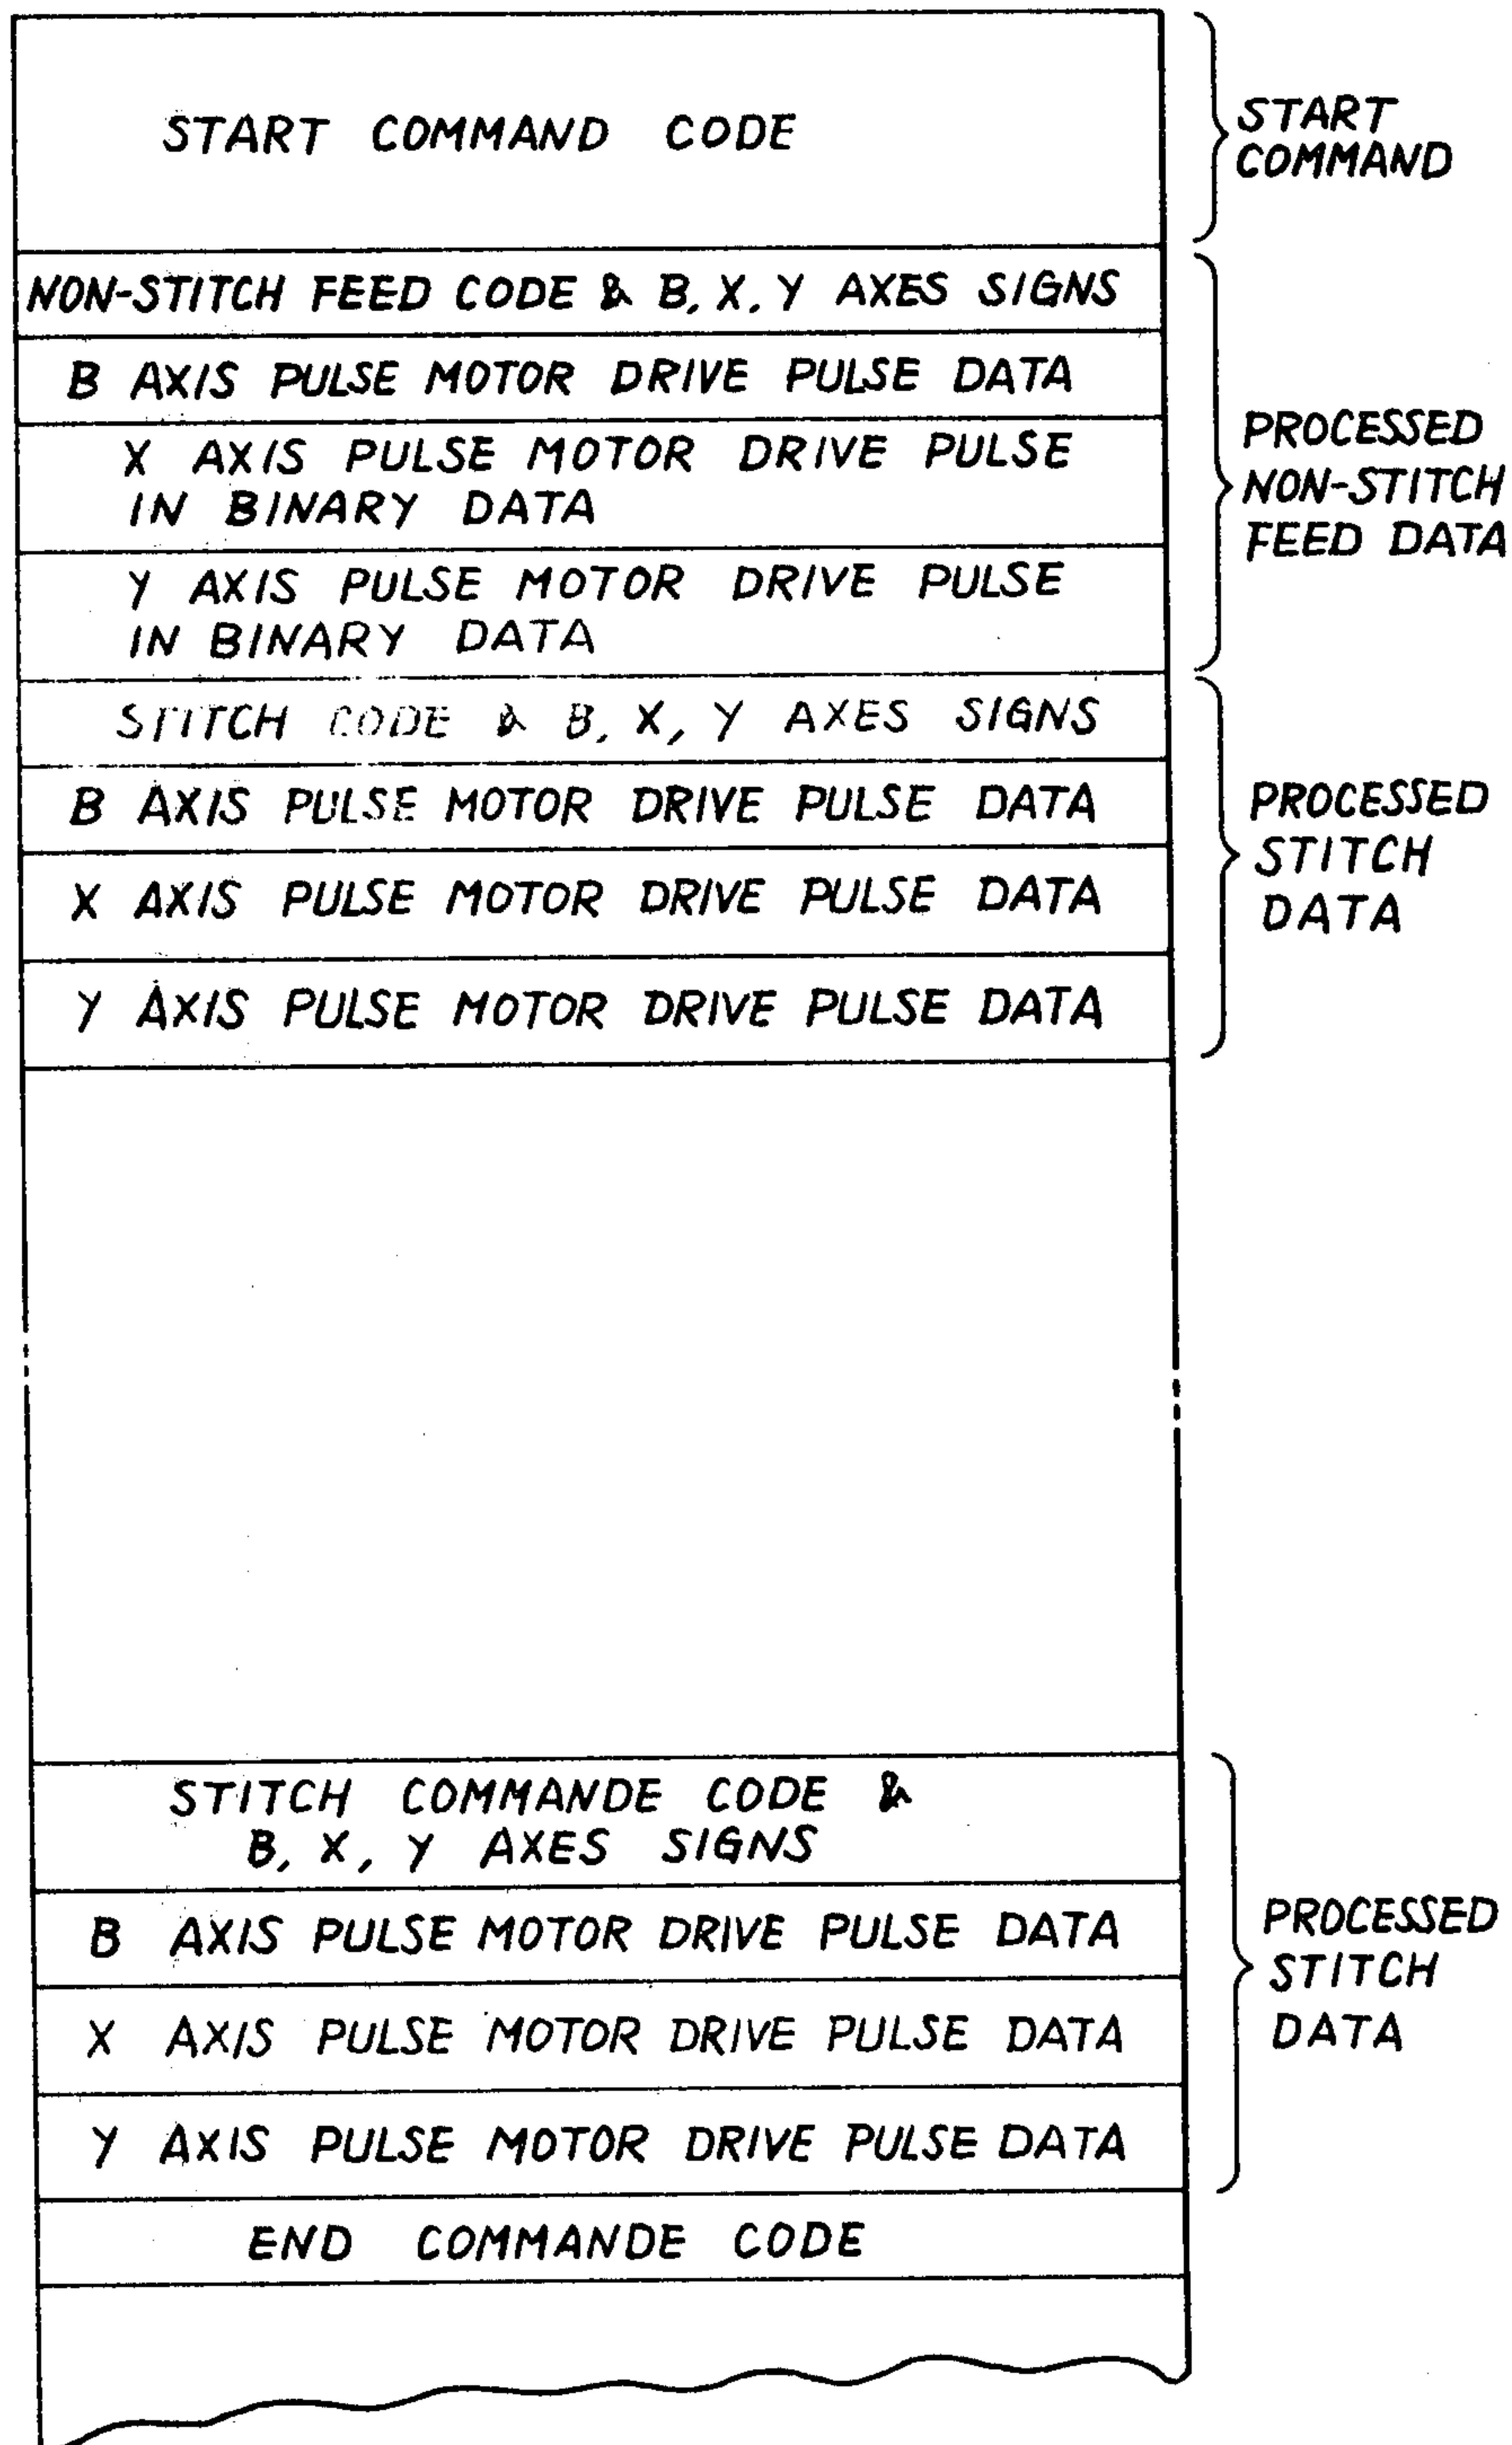 START COMMAND CODE
START
COMMAND
NON-STITCH FEED CODE & B, X, Y AXES SIGNS
B AXIS PULSE MOTOR DRIVE PULSE DATA
X AXIS PULSE MOTOR DRIVE PULSE
IN BINARY DATA
Y AXIS PULSE MOTOR DRIVE PULSE
IN BINARY DATA
PROCESSED
NON-STITCH
FEED DATA
STITCH CODE & B, X, Y AXES SIGNS
B AXIS PULSE MOTOR DRIVE PULSE DATA
X AXIS PULSE MOTOR DRIVE PULSE DATA
Y AXIS PULSE MOTOR DRIVE PULSE DATA
PROCESSED
STITCH
DATA
STITCH COMMANDE CODE &
B, X, Y AXES SIGNS
B AXIS PULSE MOTOR DRIVE PULSE DATA
X AXIS PULSE MOTOR DRIVE PULSE DATA
Y AXIS PULSE MOTOR DRIVE PULSE DATA
PROCESSED
STITCH
DATA
END COMMANDE CODE